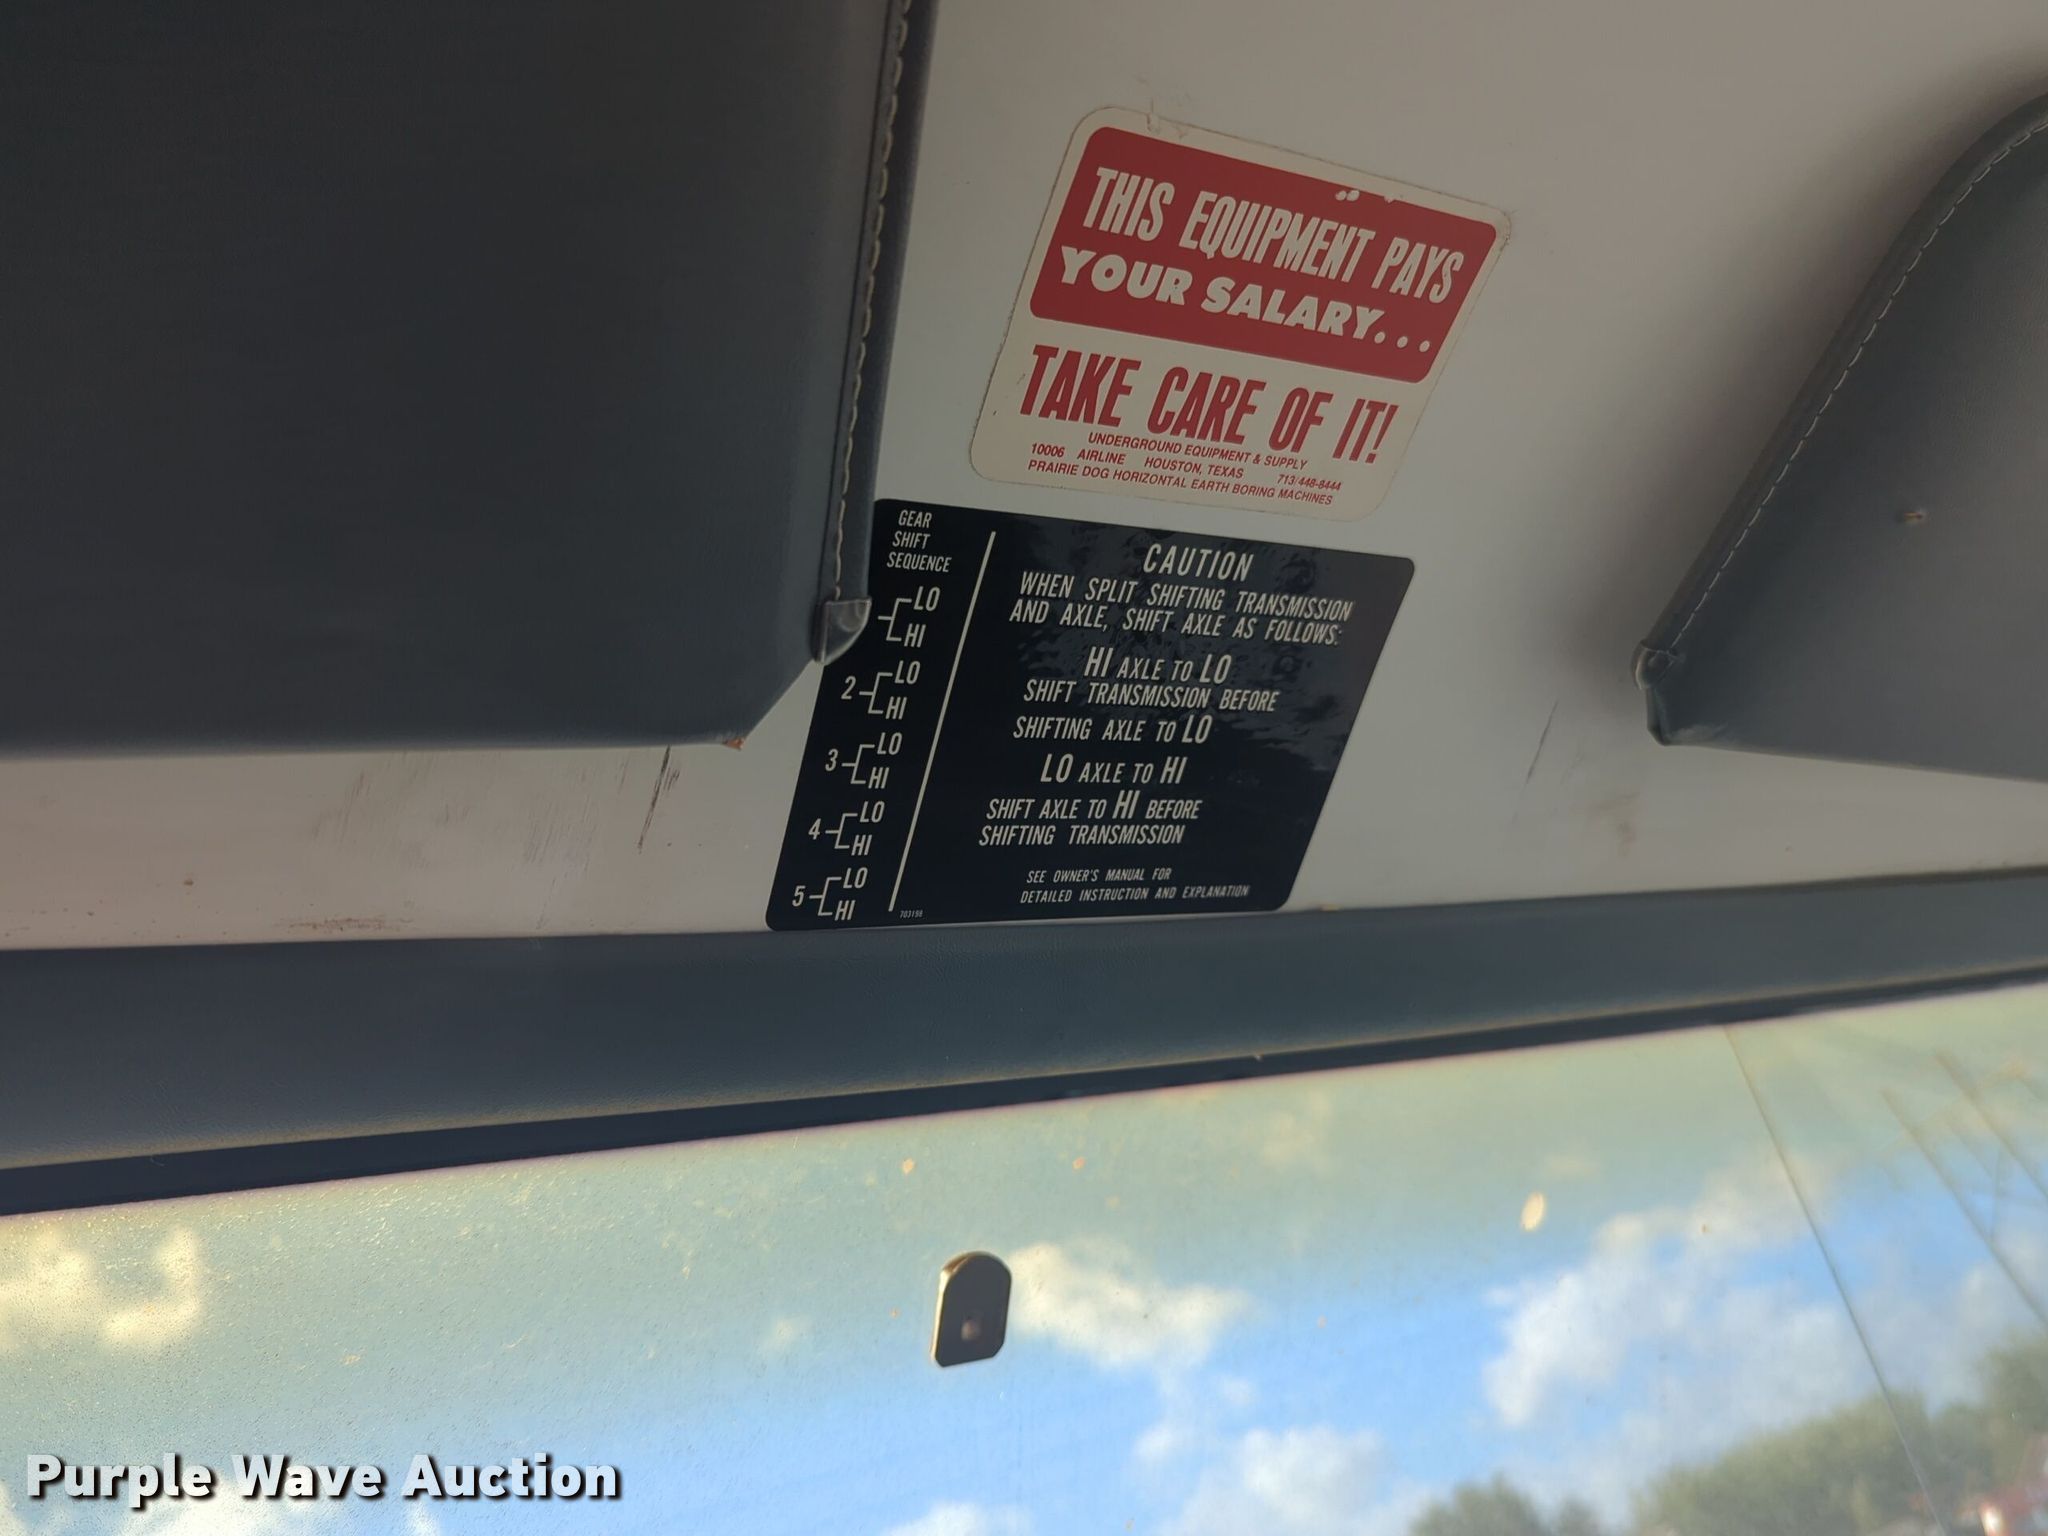 THIS EQUIPMENT PAYS
YOUR SALARY...
TAKE CARE OF IT!
UNDERGROUND EQUIPMENT & SUPPLY
10006 AIRLINE HOUSTON, TEXAS 713/448-8444
PRAIRIE DOG HORIZONTAL EARTH BORING MACHINES
GEAR
SHIFT
SEQUENCE
LO
HI
2 LO
HI
3 LO
HI
4 LO
HI
5 LO
HI
CAUTION
WHEN SPLIT SHIFTING TRANSMISSION
AND AXLE, SHIFT AXLE AS FOLLOWS:
HI AXLE TO LO
SHIFT TRANSMISSION BEFORE
SHIFTING AXLE TO LO
LO AXLE TO HI
SHIFT AXLE TO HI BEFORE
SHIFTING TRANSMISSION
SEE OWNER'S MANUAL FOR
DETAILED INSTRUCTION AND EXPLANATION
703198
Purple Wave Auction